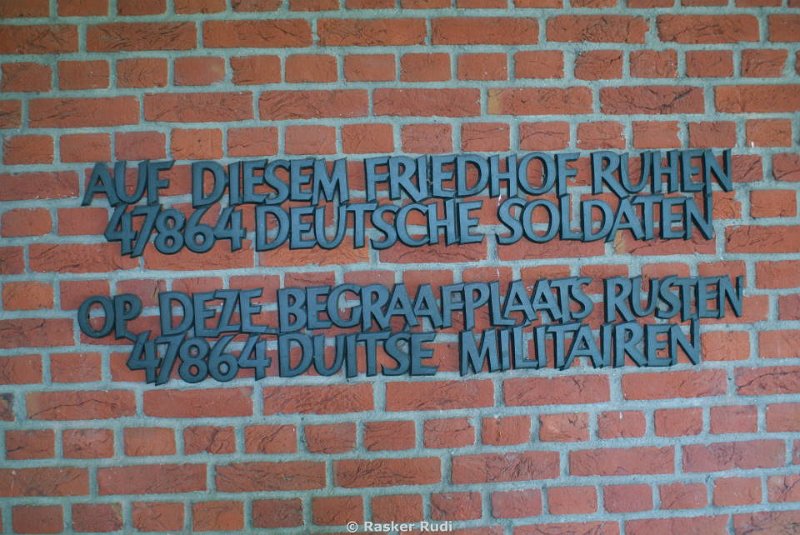 AUF DIESEM FRIEDHOF RUHEN
47864 DEUTSCHE SOLDATEN
OP DEZE BEGRAAFPLAATS RUSTEN
47864 DUITSE MILITAIREN
© Rasker Rudi